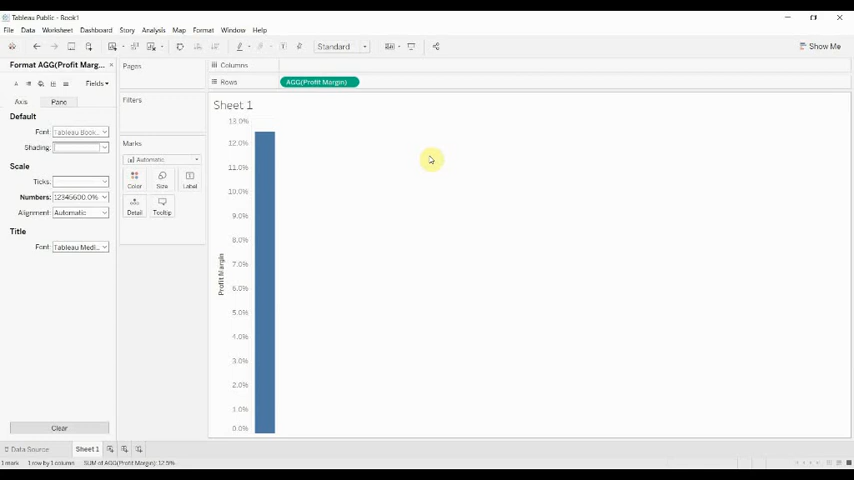 Tableau Public - Book1
File Data Worksheet Dashboard Story Analysis Map Format Window Help
Standard
Show Me
Format AGG(Profit Marg...
Fields
Axis Pane
Default
Font: Tableau Book...
Shading:
Scale
Ticks:
Numbers: 12345600.0%
Alignment: Automatic
Title
Font: Tableau Medi...
Clear
Pages
Filters
Marks
Automatic
Color Size Label
Detail Tooltip
Columns
Rows AGG(Profit Margin)
Sheet 1
13.0%
12.0%
11.0%
10.0%
9.0%
8.0%
7.0%
6.0%
5.0%
4.0%
3.0%
2.0%
1.0%
0.0%
Profit Margin
Data Source Sheet 1
1 mark 1 row by 1 column SUM of AGG(Profit Margin): 12.5%